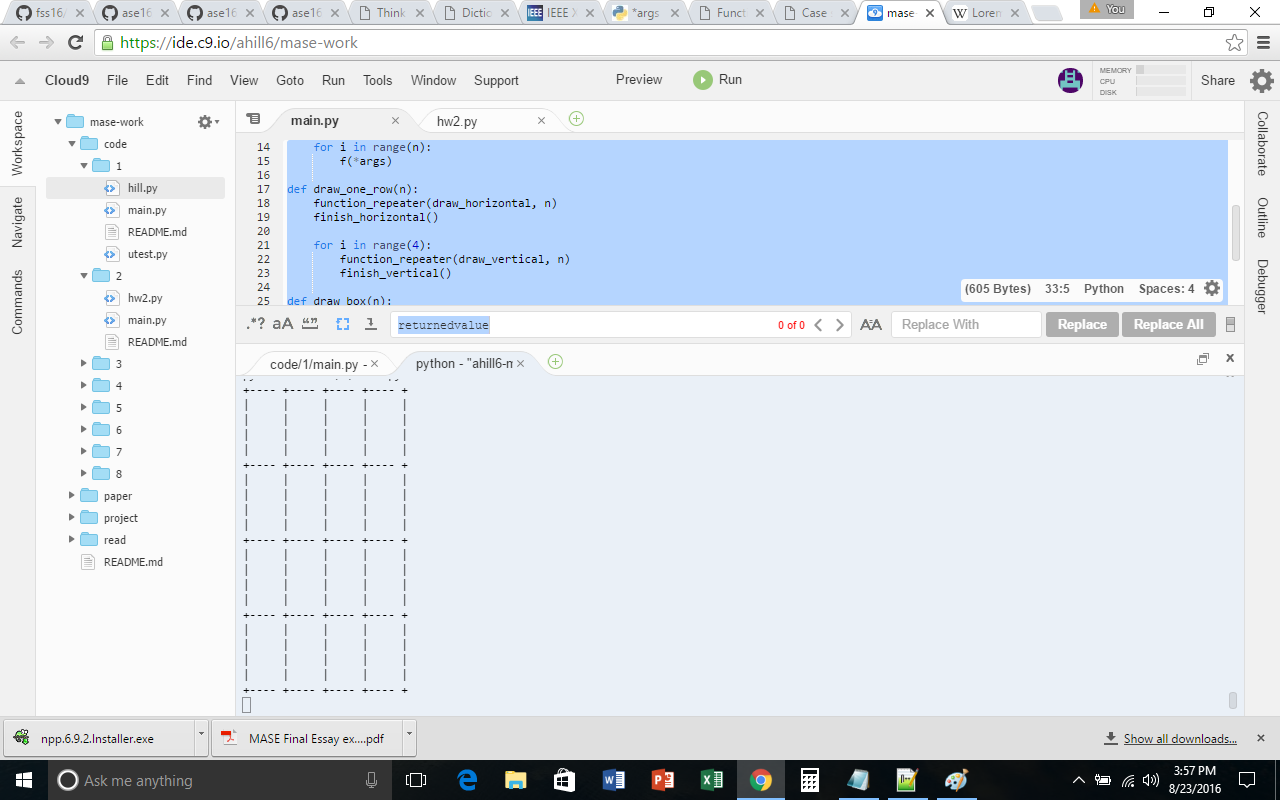 fss16
ase16
ase16
ase16
Think
Dictio
IEEE X
*args
Funct
Case
mase
Loren
You
https://ide.c9.io/ahill6/mase-work
Cloud9 File Edit Find View Goto Run Tools Window Support Preview Run
MEMORY
CPU
DISK
Share
Workspace
Navigate
Commands
mase-work
code
1
hill.py
main.py
README.md
utest.py
2
hw2.py
main.py
README.md
3
4
5
6
7
8
paper
project
read
README.md
main.py
hw2.py
14 for i in range(n):
15 f(*args)
16
17 def draw_one_row(n):
18 function_repeater(draw_horizontal, n)
19 finish_horizontal()
20
21 for i in range(4):
22 function_repeater(draw_vertical, n)
23 finish_vertical()
24
25 def draw_box(n):
(605 Bytes) 33:5 Python Spaces: 4
.*? aA returnedvalue 0 of 0 Replace With Replace Replace All
code/1/main.py -
python - "ahill6-m
+---- +---- +---- +---- +
| | | | |
| | | | |
| | | | |
| | | | |
+---- +---- +---- +---- +
| | | | |
| | | | |
| | | | |
| | | | |
+---- +---- +---- +---- +
| | | | |
| | | | |
| | | | |
| | | | |
+---- +---- +---- +---- +
| | | | |
| | | | |
| | | | |
| | | | |
+---- +---- +---- +---- +
Collaborate
Outline
Debugger
npp.6.9.2.Installer.exe
MASE Final Essay ex....pdf
Show all downloads...
Ask me anything
3:57 PM
8/23/2016